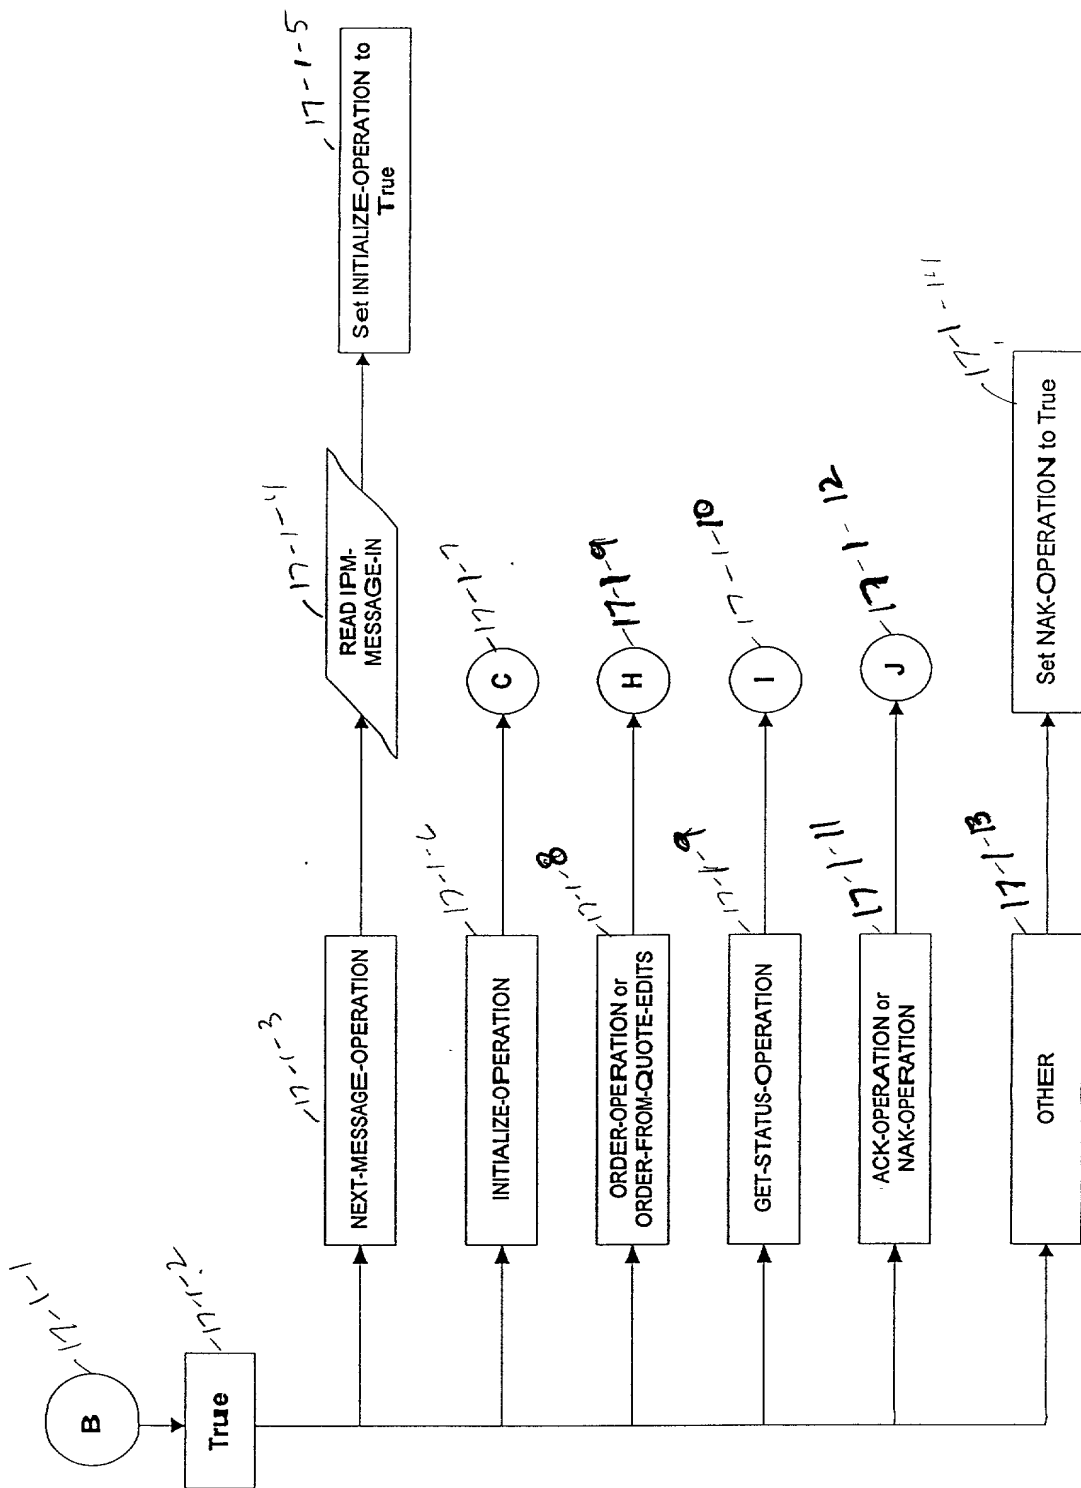 B
17-1-1
True
17-1-2
NEXT-MESSAGE-OPERATION
17-1-3
READ IPM-
MESSAGE-IN
17-1-4
Set INITIALIZE-OPERATION to
True
17-1-5
INITIALIZE-OPERATION
17-1-6
C
17-1-7
ORDER-OPERATION or
ORDER-FROM-QUOTE-EDITS
17-1-8
H
17-1-9
GET-STATUS-OPERATION
17-1-9
I
17-1-10
ACK-OPERATION or
NAK-OPERATION
17-1-11
J
17-1-12
OTHER
17-1-13
Set NAK-OPERATION to True
17-1-14